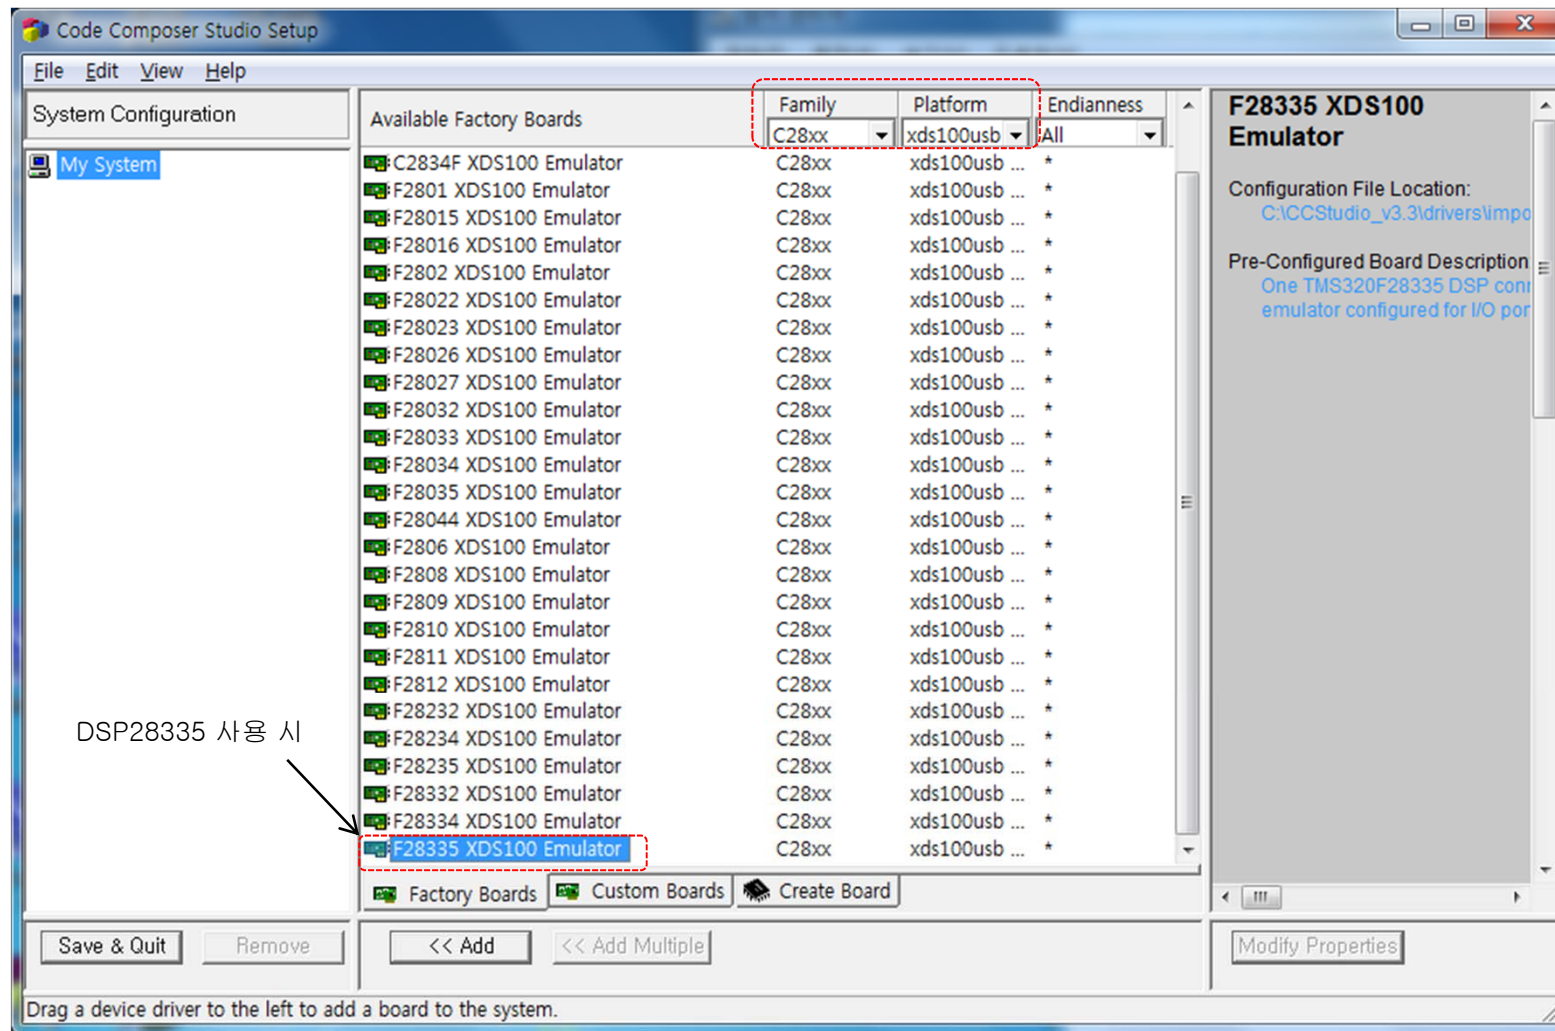 Code Composer Studio Setup
File Edit View Help
System Configuration
My System
Available Factory Boards Family Platform Endianness
C28xx xds100usb All
C2834F XDS100 Emulator C28xx xds100usb ... *
F2801 XDS100 Emulator C28xx xds100usb ... *
F28015 XDS100 Emulator C28xx xds100usb ... *
F28016 XDS100 Emulator C28xx xds100usb ... *
F2802 XDS100 Emulator C28xx xds100usb ... *
F28022 XDS100 Emulator C28xx xds100usb ... *
F28023 XDS100 Emulator C28xx xds100usb ... *
F28026 XDS100 Emulator C28xx xds100usb ... *
F28027 XDS100 Emulator C28xx xds100usb ... *
F28032 XDS100 Emulator C28xx xds100usb ... *
F28033 XDS100 Emulator C28xx xds100usb ... *
F28034 XDS100 Emulator C28xx xds100usb ... *
F28035 XDS100 Emulator C28xx xds100usb ... *
F28044 XDS100 Emulator C28xx xds100usb ... *
F2806 XDS100 Emulator C28xx xds100usb ... *
F2808 XDS100 Emulator C28xx xds100usb ... *
F2809 XDS100 Emulator C28xx xds100usb ... *
F2810 XDS100 Emulator C28xx xds100usb ... *
F2811 XDS100 Emulator C28xx xds100usb ... *
F2812 XDS100 Emulator C28xx xds100usb ... *
F28232 XDS100 Emulator C28xx xds100usb ... *
F28234 XDS100 Emulator C28xx xds100usb ... *
F28235 XDS100 Emulator C28xx xds100usb ... *
F28332 XDS100 Emulator C28xx xds100usb ... *
F28334 XDS100 Emulator C28xx xds100usb ... *
F28335 XDS100 Emulator C28xx xds100usb ... *
DSP28335 사용 시
Factory Boards Custom Boards Create Board
F28335 XDS100
Emulator
Configuration File Location:
C:\CCStudio_v3.3\drivers\impo
Pre-Configured Board Description
One TMS320F28335 DSP conn
emulator configured for I/O por
Save & Quit Remove << Add << Add Multiple Modify Properties
Drag a device driver to the left to add a board to the system.